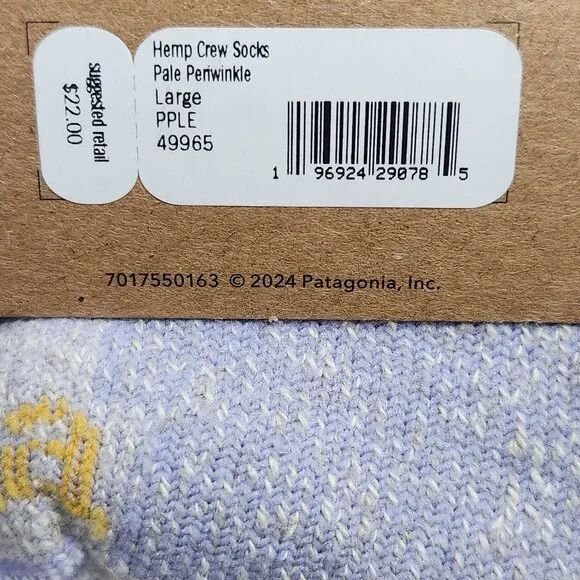 suggested retail
$22.00
Hemp Crew Socks
Pale Periwinkle
Large
PPLE
49965
1 96924 29078 5
7017550163 © 2024 Patagonia, Inc.